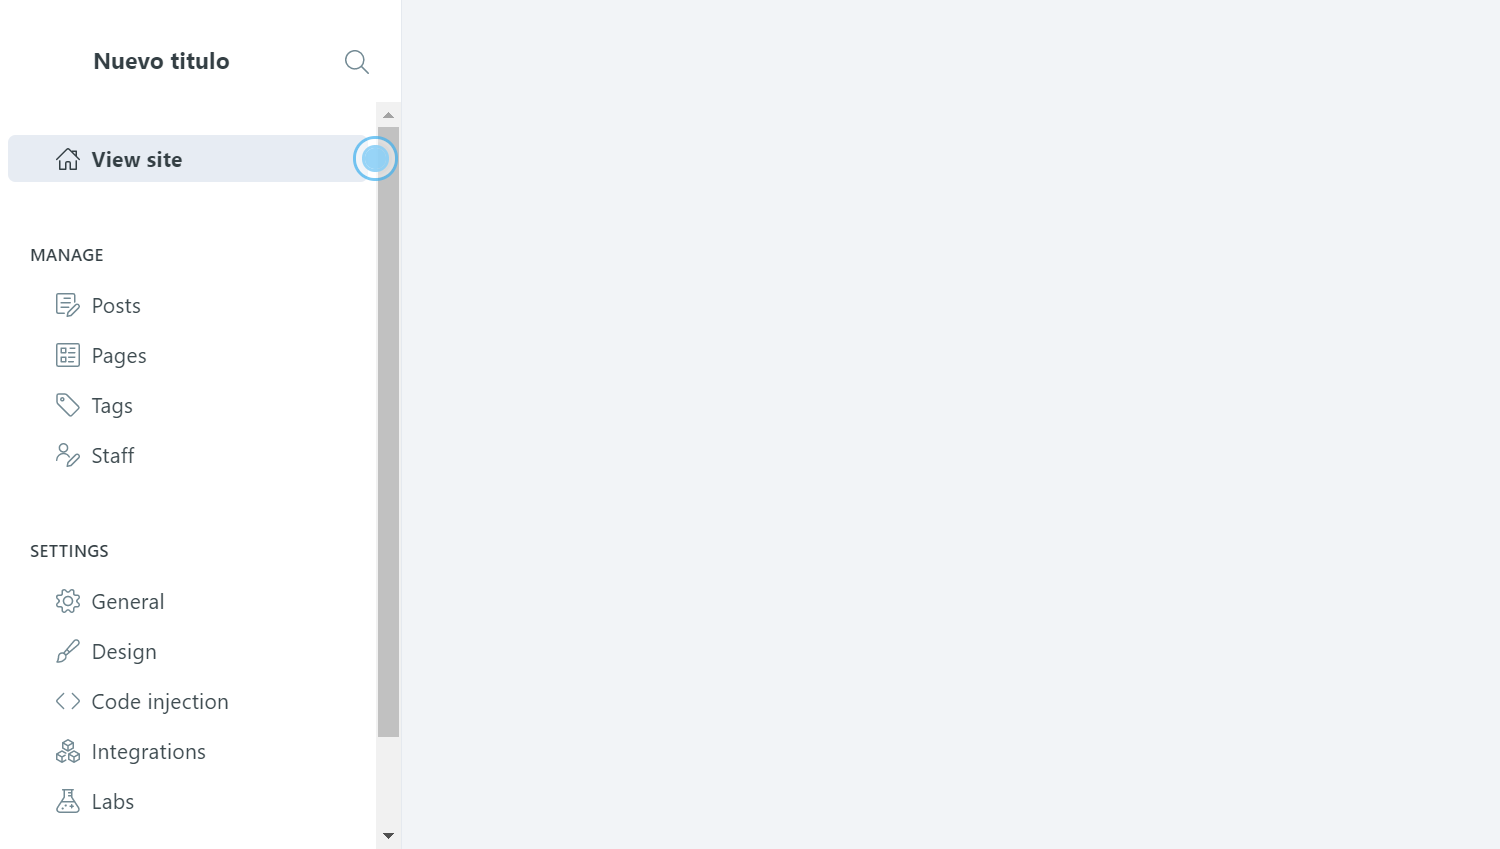 Nuevo titulo
View site
MANAGE
Posts
Pages
Tags
Staff
SETTINGS
General
Design
Code injection
Integrations
Labs